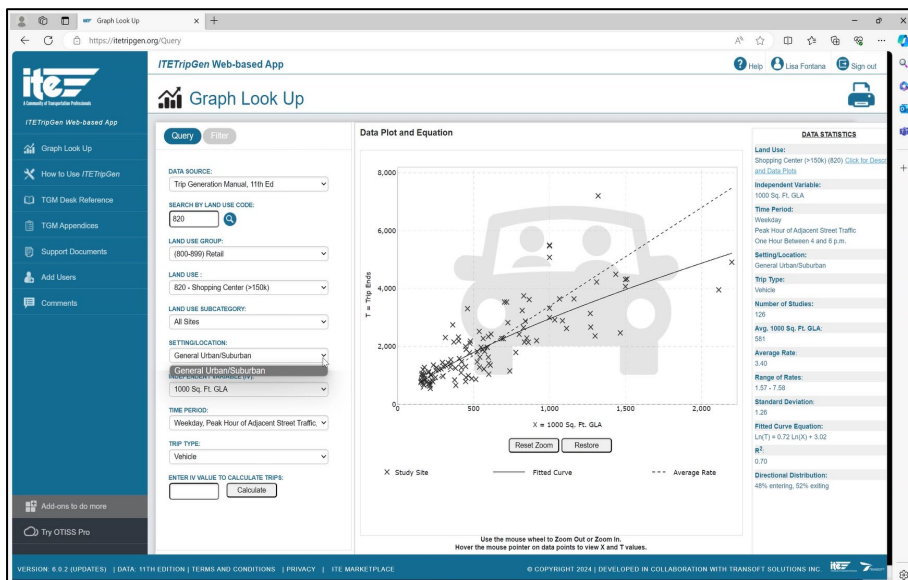 Graph Look Up
https://itetripgen.org/Query
ite
A Community of Transportation Professionals
ITETripGen Web-based App
Graph Look Up
How to Use ITETripGen
TGM Desk Reference
TGM Appendices
Support Documents
Add Users
Comments
Add-ons to do more
Try OTISS Pro
ITETripGen Web-based App
Help
Lisa Fontana
Sign out
Graph Look Up
Query
Filter
DATA SOURCE:
Trip Generation Manual, 11th Ed
SEARCH BY LAND USE CODE:
820
LAND USE GROUP:
(800-899) Retail
LAND USE :
820 - Shopping Center (>150k)
LAND USE SUBCATEGORY:
All Sites
SETTING/LOCATION:
General Urban/Suburban
General Urban/Suburban
INDEPENDENT VARIABLE (IV):
1000 Sq. Ft. GLA
TIME PERIOD:
Weekday, Peak Hour of Adjacent Street Traffic,
TRIP TYPE:
Vehicle
ENTER IV VALUE TO CALCULATE TRIPS:
Calculate
Data Plot and Equation
8,000
6,000
4,000
2,000
0
0
500
1,000
1,500
2,000
T = Trip Ends
X = 1000 Sq. Ft. GLA
Reset Zoom
Restore
X Study Site
Fitted Curve
Average Rate
Use the mouse wheel to Zoom Out or Zoom In.
Hover the mouse pointer on data points to view X and T values.
DATA STATISTICS
Land Use:
Shopping Center (>150k) (820) Click for Descr
and Data Plots
Independent Variable:
1000 Sq. Ft. GLA
Time Period:
Weekday
Peak Hour of Adjacent Street Traffic
One Hour Between 4 and 6 p.m.
Setting/Location:
General Urban/Suburban
Trip Type:
Vehicle
Number of Studies:
126
Avg. 1000 Sq. Ft. GLA:
581
Average Rate:
3.40
Range of Rates:
1.57 - 7.58
Standard Deviation:
1.26
Fitted Curve Equation:
Ln(T) = 0.72 Ln(X) + 3.02
R²:
0.70
Directional Distribution:
48% entering, 52% exiting
VERSION: 6.0.2 (UPDATES) | DATA: 11TH EDITION | TERMS AND CONDITIONS | PRIVACY | ITE MARKETPLACE
© COPYRIGHT 2024 | DEVELOPED IN COLLABORATION WITH TRANSOFT SOLUTIONS INC.
ite